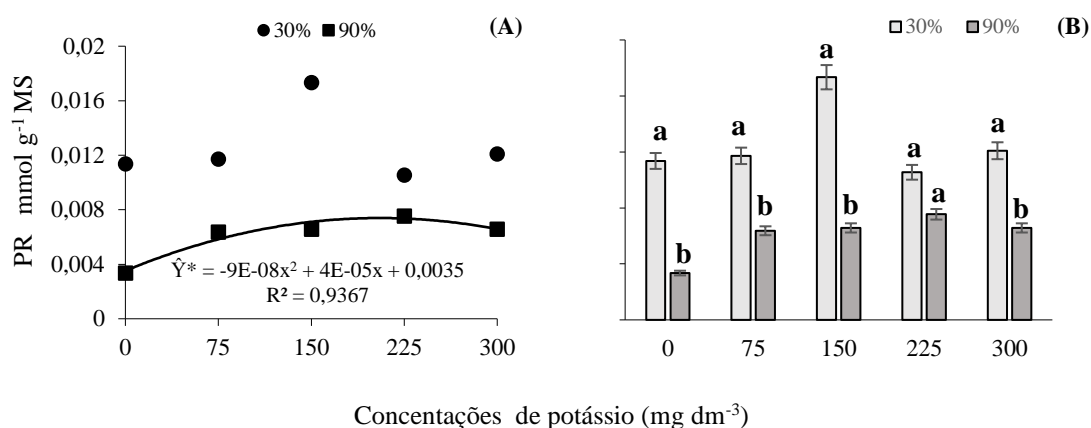 30% 90% (A)
PR mmol g⁻¹ MS
0,02
0,016
0,012
0,008
0,004
0
Ŷ* = -9E-08x² + 4E-05x + 0,0035
R² = 0,9367
0 75 150 225 300
30% 90% (B)
a b
a b
a b
a a
a b
0 75 150 225 300
Concentações de potássio (mg dm⁻³)